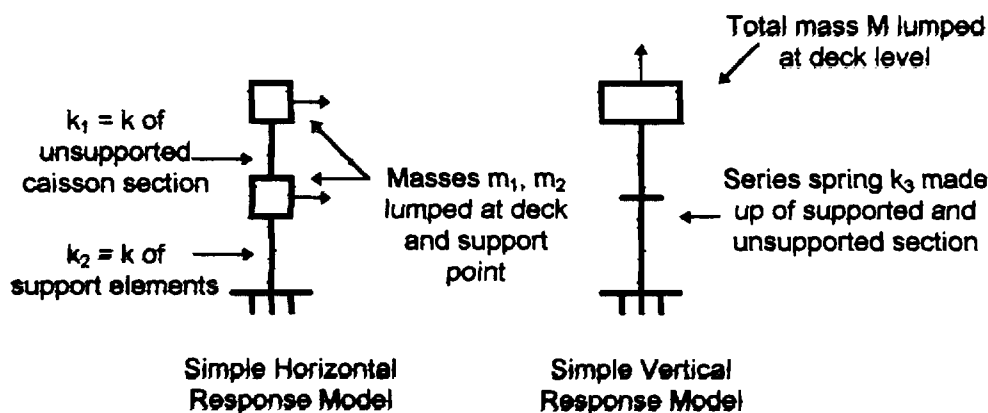 Total mass M lumped
at deck level
k₁ = k of
unsupported
caisson section
Masses m₁, m₂
lumped at deck
and support
point
Series spring k₃ made
up of supported and
unsupported section
k₂ = k of
support elements
Simple Horizontal
Response Model
Simple Vertical
Response Model